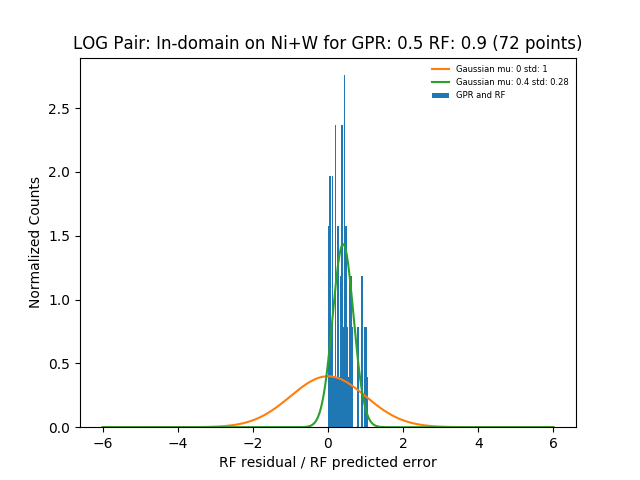 LOG Pair: In-domain on Ni+W for GPR: 0.5 RF: 0.9 (72 points)
Gaussian mu: 0 std: 1
Gaussian mu: 0.4 std: 0.28
GPR and RF
Normalized Counts
2.5
2.0
1.5
1.0
0.5
0.0
−6 −4 −2 0 2 4 6
RF residual / RF predicted error